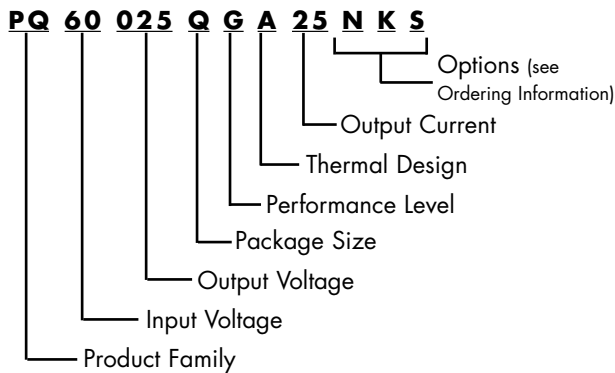 PQ 60 025 Q G A 25 N K S
Options (see
Ordering Information)
Output Current
Thermal Design
Performance Level
Package Size
Output Voltage
Input Voltage
Product Family